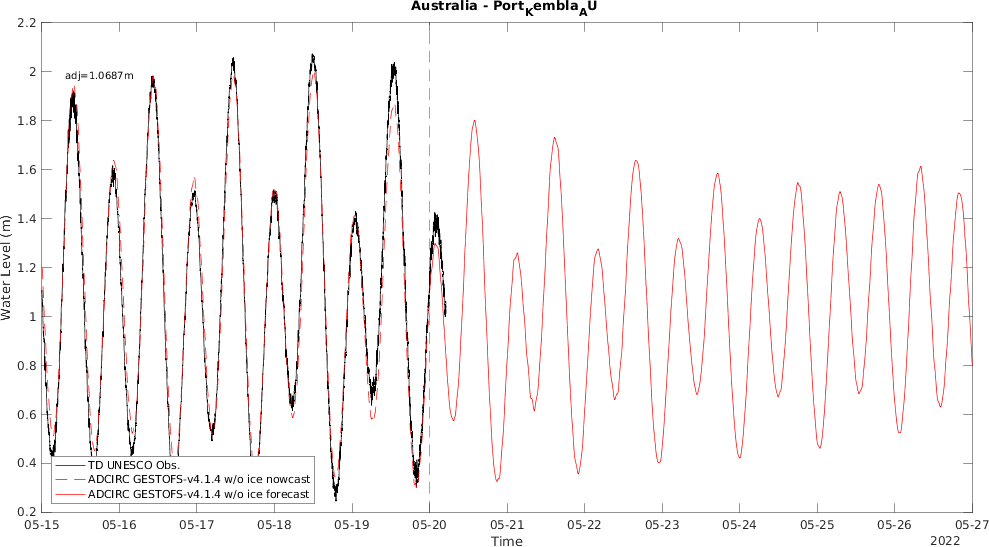 Australia - PortKemblaAU
adj=1.0687m
Water Level (m)
2.2
2
1.8
1.6
1.4
1.2
1
0.8
0.6
0.4
0.2
TD UNESCO Obs.
ADCIRC GESTOFS-v4.1.4 w/o ice nowcast
ADCIRC GESTOFS-v4.1.4 w/o ice forecast
05-15 05-16 05-17 05-18 05-19 05-20 05-21 05-22 05-23 05-24 05-25 05-26 05-27
Time
2022